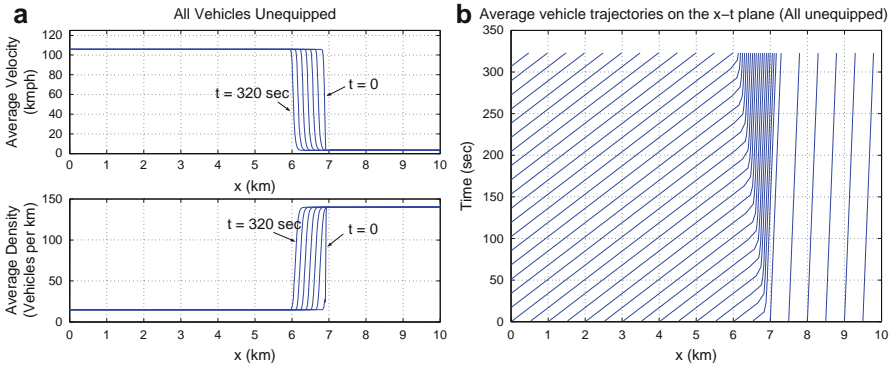 a
All Vehicles Unequipped
Average Velocity
(kmph)
120
100
80
60
40
20
0
t = 320 sec
t = 0
0 1 2 3 4 5 6 7 8 9 10
x (km)
Average Density
(Vehicles per km)
150
100
50
0
t = 320 sec
t = 0
0 1 2 3 4 5 6 7 8 9 10
x (km)
b
Average vehicle trajectories on the x−t plane (All unequipped)
Time (sec)
350
300
250
200
150
100
50
0
0 1 2 3 4 5 6 7 8 9 10
x (km)